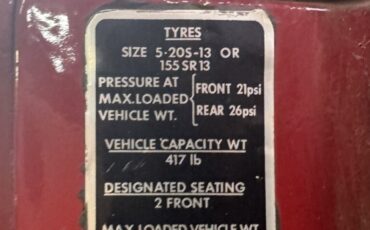 TYRES
SIZE 5·20S-13 OR
155 SR 13
PRESSURE AT
MAX. LOADED
VEHICLE WT.
FRONT 21psi
REAR 26psi
VEHICLE CAPACITY WT
417 lb
DESIGNATED SEATING
2 FRONT
MAX. LOADED VEHICLE WT